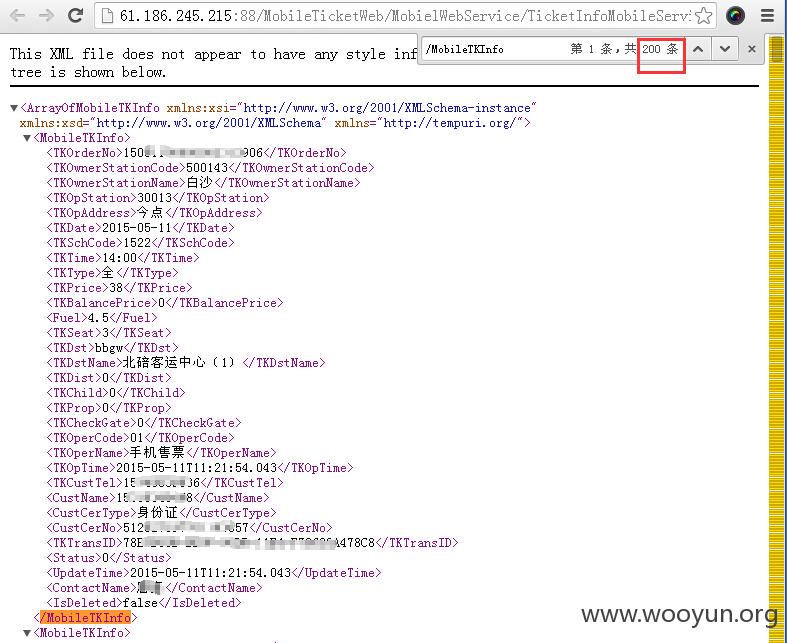 61.186.245.215:88/MobileTicketWeb/MobielWebService/TicketInfoMobileServi
/MobileTKInfo 第 1 条，共 200 条
This XML file does not appear to have any style inf
tree is shown below.
<ArrayOfMobileTKInfo xmlns:xsi="http://www.w3.org/2001/XMLSchema-instance"
xmlns:xsd="http://www.w3.org/2001/XMLSchema" xmlns="http://tempuri.org/">
<MobileTKInfo>
<TKOrderNo>150 906</TKOrderNo>
<TKOwnerStationCode>500143</TKOwnerStationCode>
<TKOwnerStationName>白沙</TKOwnerStationName>
<TKOpStation>30013</TKOpStation>
<TKOpAddress>今点</TKOpAddress>
<TKDate>2015-05-11</TKDate>
<TKSchCode>1522</TKSchCode>
<TKTime>14:00</TKTime>
<TKType>全</TKType>
<TKPrice>38</TKPrice>
<TKBalancePrice>0</TKBalancePrice>
<Fuel>4.5</Fuel>
<TKSeat>3</TKSeat>
<TKDst>bbgw</TKDst>
<TKDstName>北碚客运中心（1）</TKDstName>
<TKDist>0</TKDist>
<TKChild>0</TKChild>
<TKProp>0</TKProp>
<TKCheckGate>0</TKCheckGate>
<TKOperCode>01</TKOperCode>
<TKOperName>手机售票</TKOperName>
<TKOpTime>2015-05-11T11:21:54.043</TKOpTime>
<TKCustTel>15 36</TKCustTel>
<CustName>15 8</CustName>
<CustCerType>身份证</CustCerType>
<CustCerNo>512 357</CustCerNo>
<TKTransID>78E A478C8</TKTransID>
<Status>0</Status>
<UpdateTime>2015-05-11T11:21:54.043</UpdateTime>
<ContactName> </ContactName>
<IsDeleted>false</IsDeleted>
</MobileTKInfo>
<MobileTKInfo>
www.wooyun.org